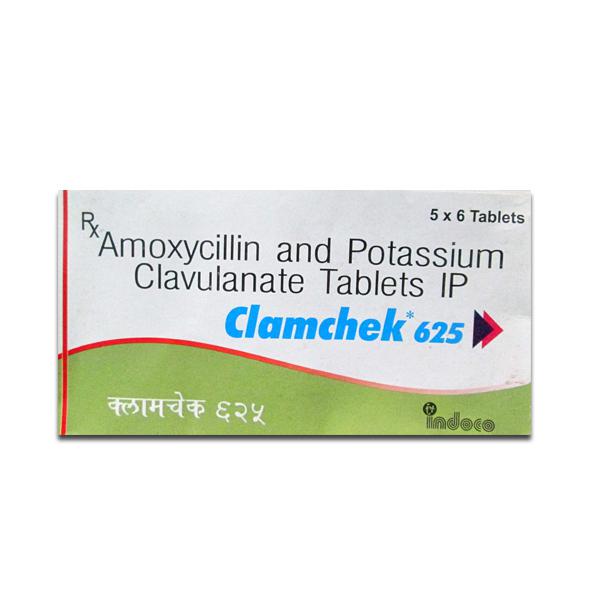 5 x 6 Tablets
Rx Amoxycillin and Potassium
Clavulanate Tablets IP
Clamchek* 625
क्लामचेक ६२५
indoco